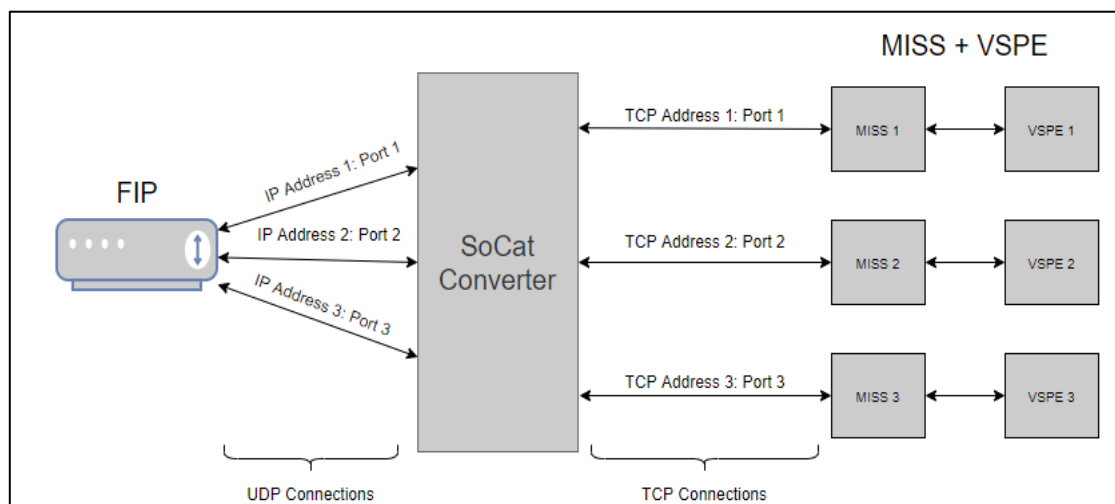 MISS + VSPE
FIP
IP Address 1: Port 1
IP Address 2: Port 2
IP Address 3: Port 3
SoCat
Converter
TCP Address 1: Port 1
TCP Address 2: Port 2
TCP Address 3: Port 3
MISS 1
VSPE 1
MISS 2
VSPE 2
MISS 3
VSPE 3
UDP Connections
TCP Connections